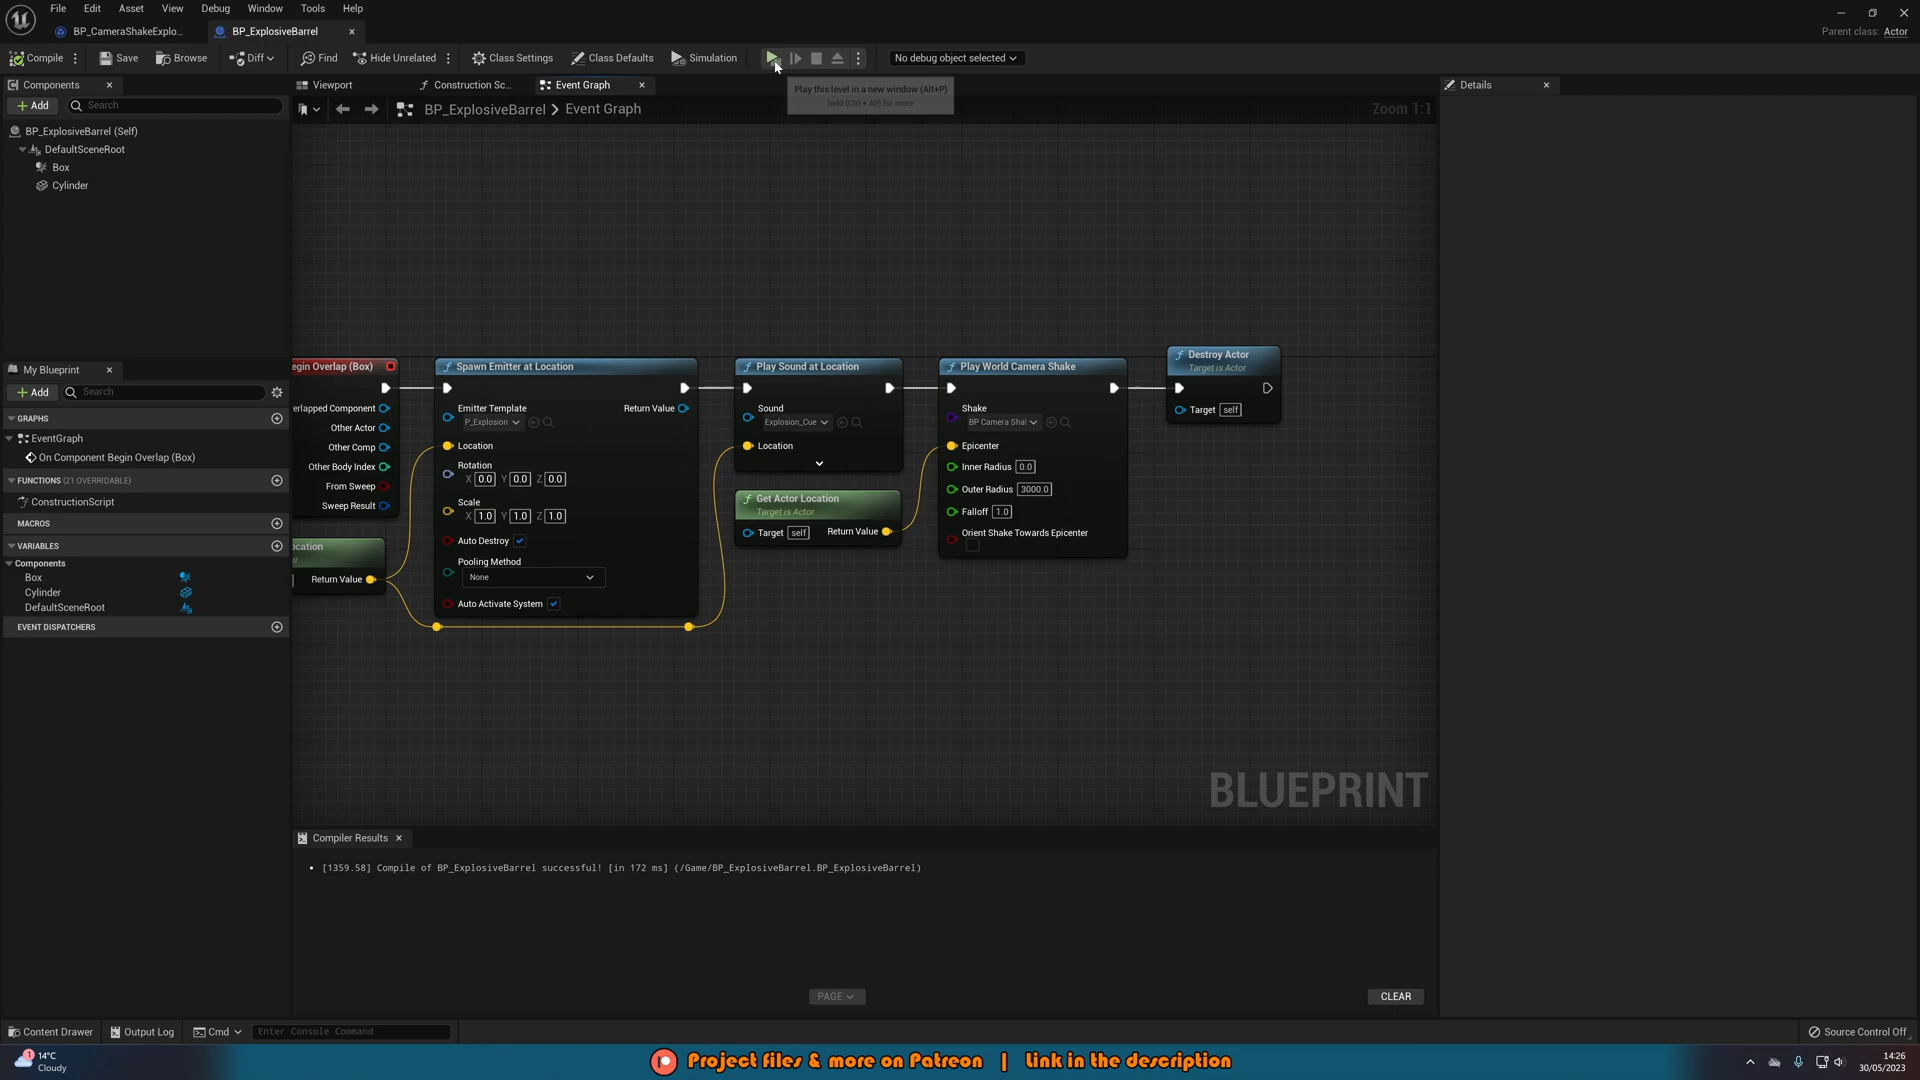 File Edit View Asset Debug Window Tools Help
BP_CameraShakeExplo...
BP_ExplosiveBarrel
Parent class: Actor
Compile
Save
Browse
Diff
Find
Hide Unrelated
Class Settings
Class Defaults
Simulation
No debug object selected
Play this level in a new window (Alt+P)
hold (Ctrl + Alt) for more
Components
Add
Search
BP_ExplosiveBarrel (Self)
DefaultSceneRoot
Box
Cylinder
Viewport
Construction Sc...
Event Graph
BP_ExplosiveBarrel > Event Graph
Zoom 1:1
Details
My Blueprint
Add
Search
GRAPHS
EventGraph
On Component Begin Overlap (Box)
FUNCTIONS (21 OVERRIDABLE)
ConstructionScript
MACROS
VARIABLES
Components
Box
Cylinder
DefaultSceneRoot
EVENT DISPATCHERS
egin Overlap (Box)
erlapped Component
Other Actor
Other Comp
Other Body Index
From Sweep
Sweep Result
ocation
or
Return Value
Spawn Emitter at Location
Emitter Template
P_Explosion
Return Value
Location
Rotation
X 0.0 Y 0.0 Z 0.0
Scale
X 1.0 Y 1.0 Z 1.0
Auto Destroy
Pooling Method
None
Auto Activate System
Play Sound at Location
Sound
Explosion_Cue
Location
Get Actor Location
Target is Actor
Target self
Return Value
Play World Camera Shake
Shake
BP Camera Shal
Epicenter
Inner Radius 0.0
Outer Radius 3000.0
Falloff 1.0
Orient Shake Towards Epicenter
Destroy Actor
Target is Actor
Target self
BLUEPRINT
Compiler Results
• [1359.58] Compile of BP_ExplosiveBarrel successful! [in 172 ms] (/Game/BP_ExplosiveBarrel.BP_ExplosiveBarrel)
PAGE
CLEAR
Content Drawer
Output Log
Cmd
Enter Console Command
Source Control Off
1
14°C
Cloudy
Project files & more on Patreon | Link in the description
14:26
30/05/2023